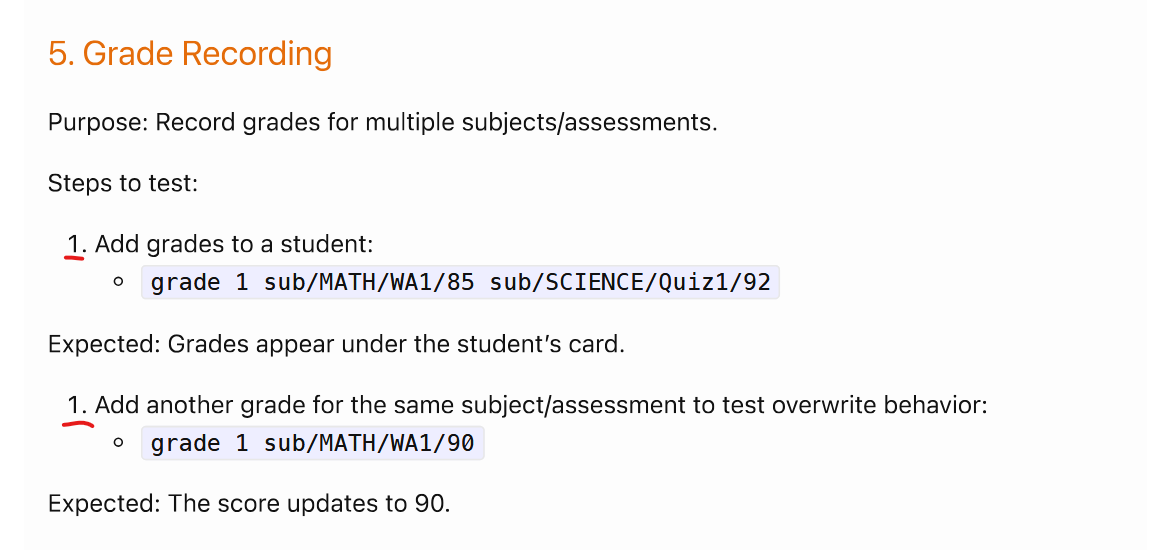 5. Grade Recording
Purpose: Record grades for multiple subjects/assessments.
Steps to test:
1. Add grades to a student:
grade 1 sub/MATH/WA1/85 sub/SCIENCE/Quiz1/92
Expected: Grades appear under the student’s card.
1. Add another grade for the same subject/assessment to test overwrite behavior:
grade 1 sub/MATH/WA1/90
Expected: The score updates to 90.